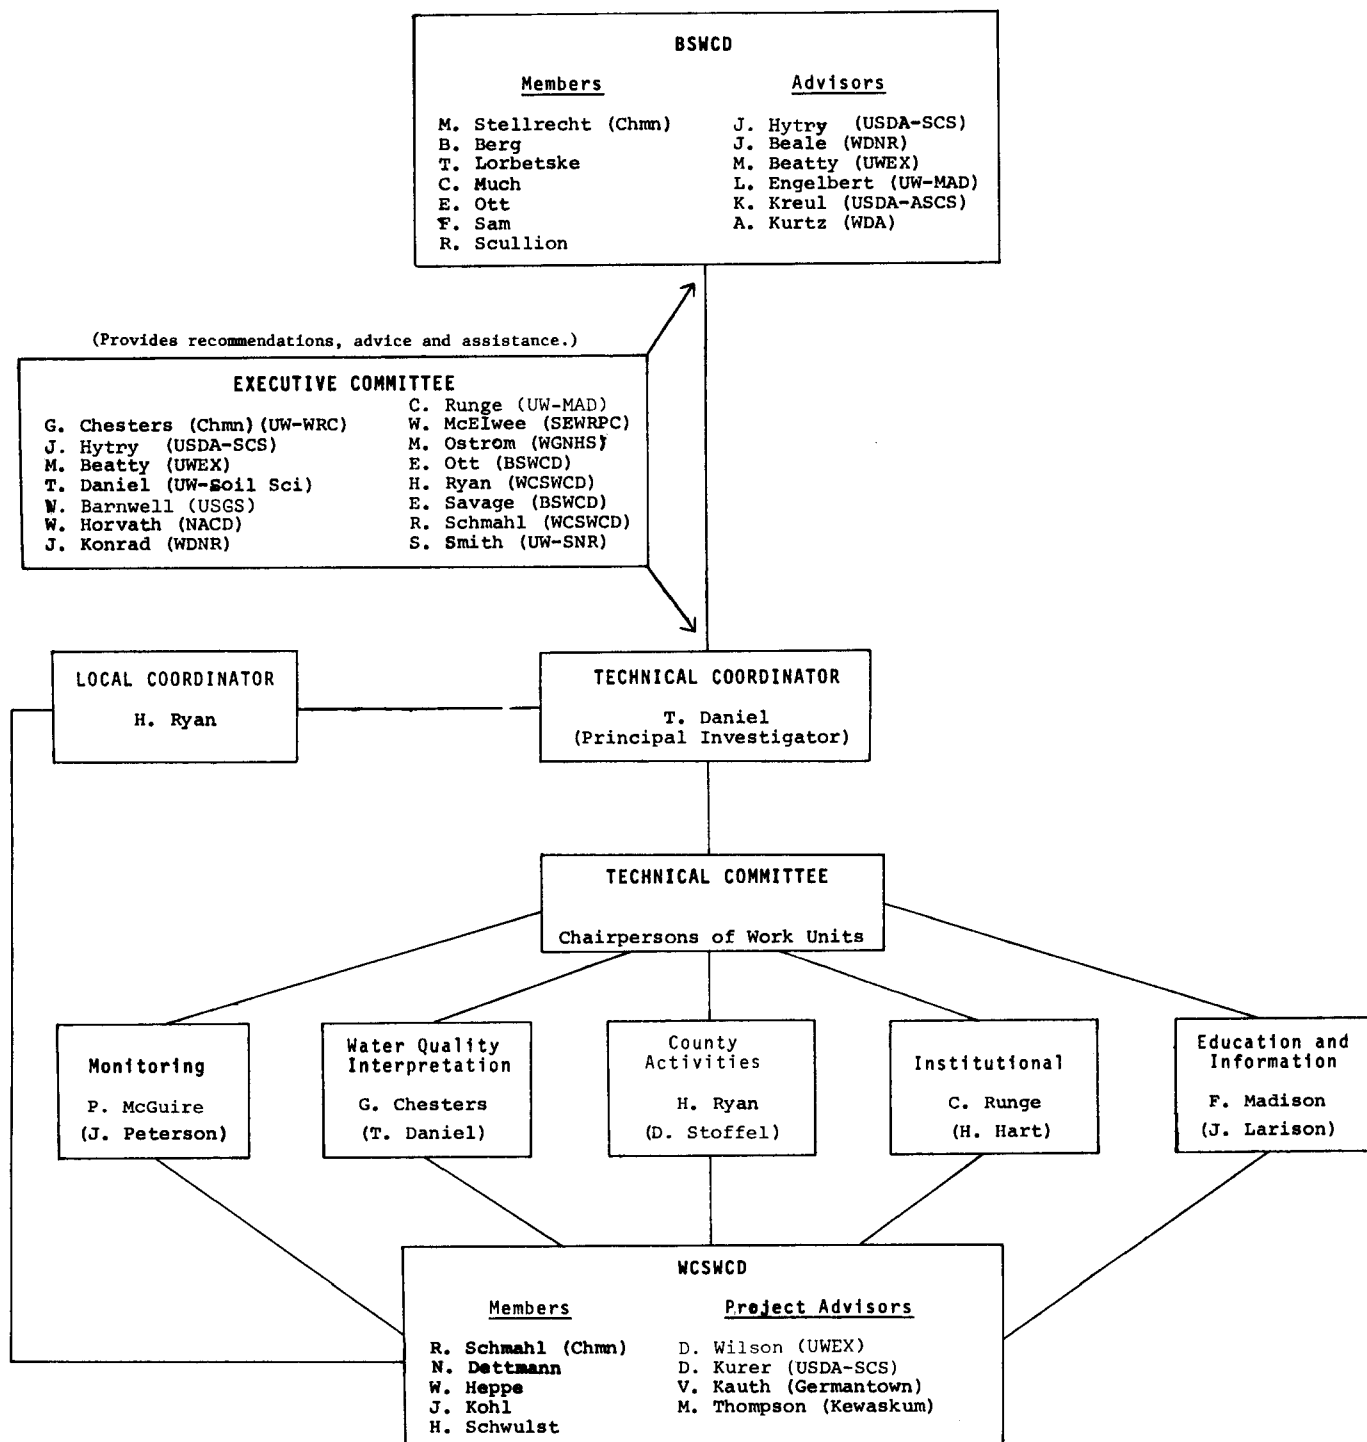 BSWCD
Members
M. Stellrecht (Chmn)
B. Berg
T. Lorbetske
C. Much
E. Ott
F. Sam
R. Scullion
Advisors
J. Hytry (USDA-SCS)
J. Beale (WDNR)
M. Beatty (UWEX)
L. Engelbert (UW-MAD)
K. Kreul (USDA-ASCS)
A. Kurtz (WDA)
(Provides recommendations, advice and assistance.)
EXECUTIVE COMMITTEE
G. Chesters (Chmn) (UW-WRC)
J. Hytry (USDA-SCS)
M. Beatty (UWEX)
T. Daniel (UW-Soil Sci)
W. Barnwell (USGS)
W. Horvath (NACD)
J. Konrad (WDNR)
C. Runge (UW-MAD)
W. McElwee (SEWRPC)
M. Ostrom (WGNHS)
E. Ott (BSWCD)
H. Ryan (WCSWCD)
E. Savage (BSWCD)
R. Schmahl (WCSWCD)
S. Smith (UW-SNR)
LOCAL COORDINATOR
H. Ryan
TECHNICAL COORDINATOR
T. Daniel
(Principal Investigator)
TECHNICAL COMMITTEE
Chairpersons of Work Units
Monitoring
P. McGuire
(J. Peterson)
Water Quality
Interpretation
G. Chesters
(T. Daniel)
County
Activities
H. Ryan
(D. Stoffel)
Institutional
C. Runge
(H. Hart)
Education and
Information
F. Madison
(J. Larison)
WCSWCD
Members
R. Schmahl (Chmn)
N. Dettmann
W. Heppe
J. Kohl
H. Schwulst
Project Advisors
D. Wilson (UWEX)
D. Kurer (USDA-SCS)
V. Kauth (Germantown)
M. Thompson (Kewaskum)